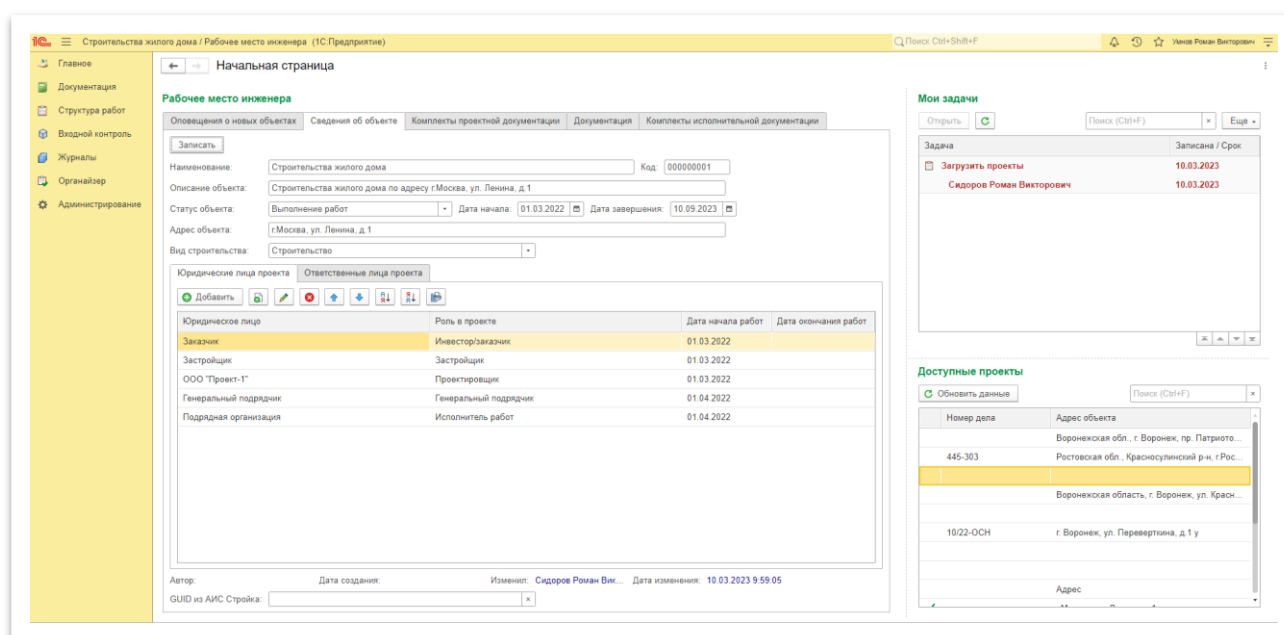 1С Строительства жилого дома / Рабочее место инженера (1С:Предприятие) Поиск Ctrl+Shift+F Умнов Роман Викторович
Главное
Документация
Структура работ
Входной контроль
Журналы
Органайзер
Администрирование
Начальная страница
Рабочее место инженера
Оповещения о новых объектах Сведения об объекте Комплекты проектной документации Документация Комплекты исполнительной документации
Записать
Наименование: Строительства жилого дома Код: 000000001
Описание объекта: Строительства жилого дома по адресу г.Москва, ул. Ленина, д.1
Статус объекта: Выполнение работ Дата начала: 01.03.2022 Дата завершения: 10.09.2023
Адрес объекта: г.Москва, ул. Ленина, д.1
Вид строительства: Строительство
Юридические лица проекта Ответственные лица проекта
Добавить
Юридическое лицо Роль в проекте Дата начала работ Дата окончания работ
Заказчик Инвестор/заказчик 01.03.2022
Застройщик Застройщик 01.03.2022
ООО "Проект-1" Проектировщик 01.03.2022
Генеральный подрядчик Генеральный подрядчик 01.04.2022
Подрядная организация Исполнитель работ 01.04.2022
Автор: Дата создания: Изменил: Сидоров Роман Вик... Дата изменения: 10.03.2023 9:59:05
GUID из АИС Стройка:
Мои задачи
Открыть Поиск (Ctrl+F) Еще
Задача Записана / Срок
Загрузить проекты 10.03.2023
Сидоров Роман Викторович 10.03.2023
Доступные проекты
Обновить данные Поиск (Ctrl+F)
Номер дела Адрес объекта
Воронежская обл., г. Воронеж, пр. Патриото...
445-303 Ростовская обл., Красносулинский р-н, г.Рос...
Воронежская область, г. Воронеж, ул. Красн...
10/22-ОСН г. Воронеж, ул. Переверткина, д.1 у
Адрес